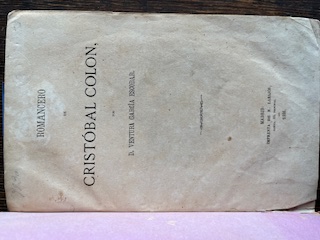 ROMANCERO
DE
CRISTÓBAL COLON,
POR
D. VENTURA GARCÍA ESCOBAR.
MADRID: